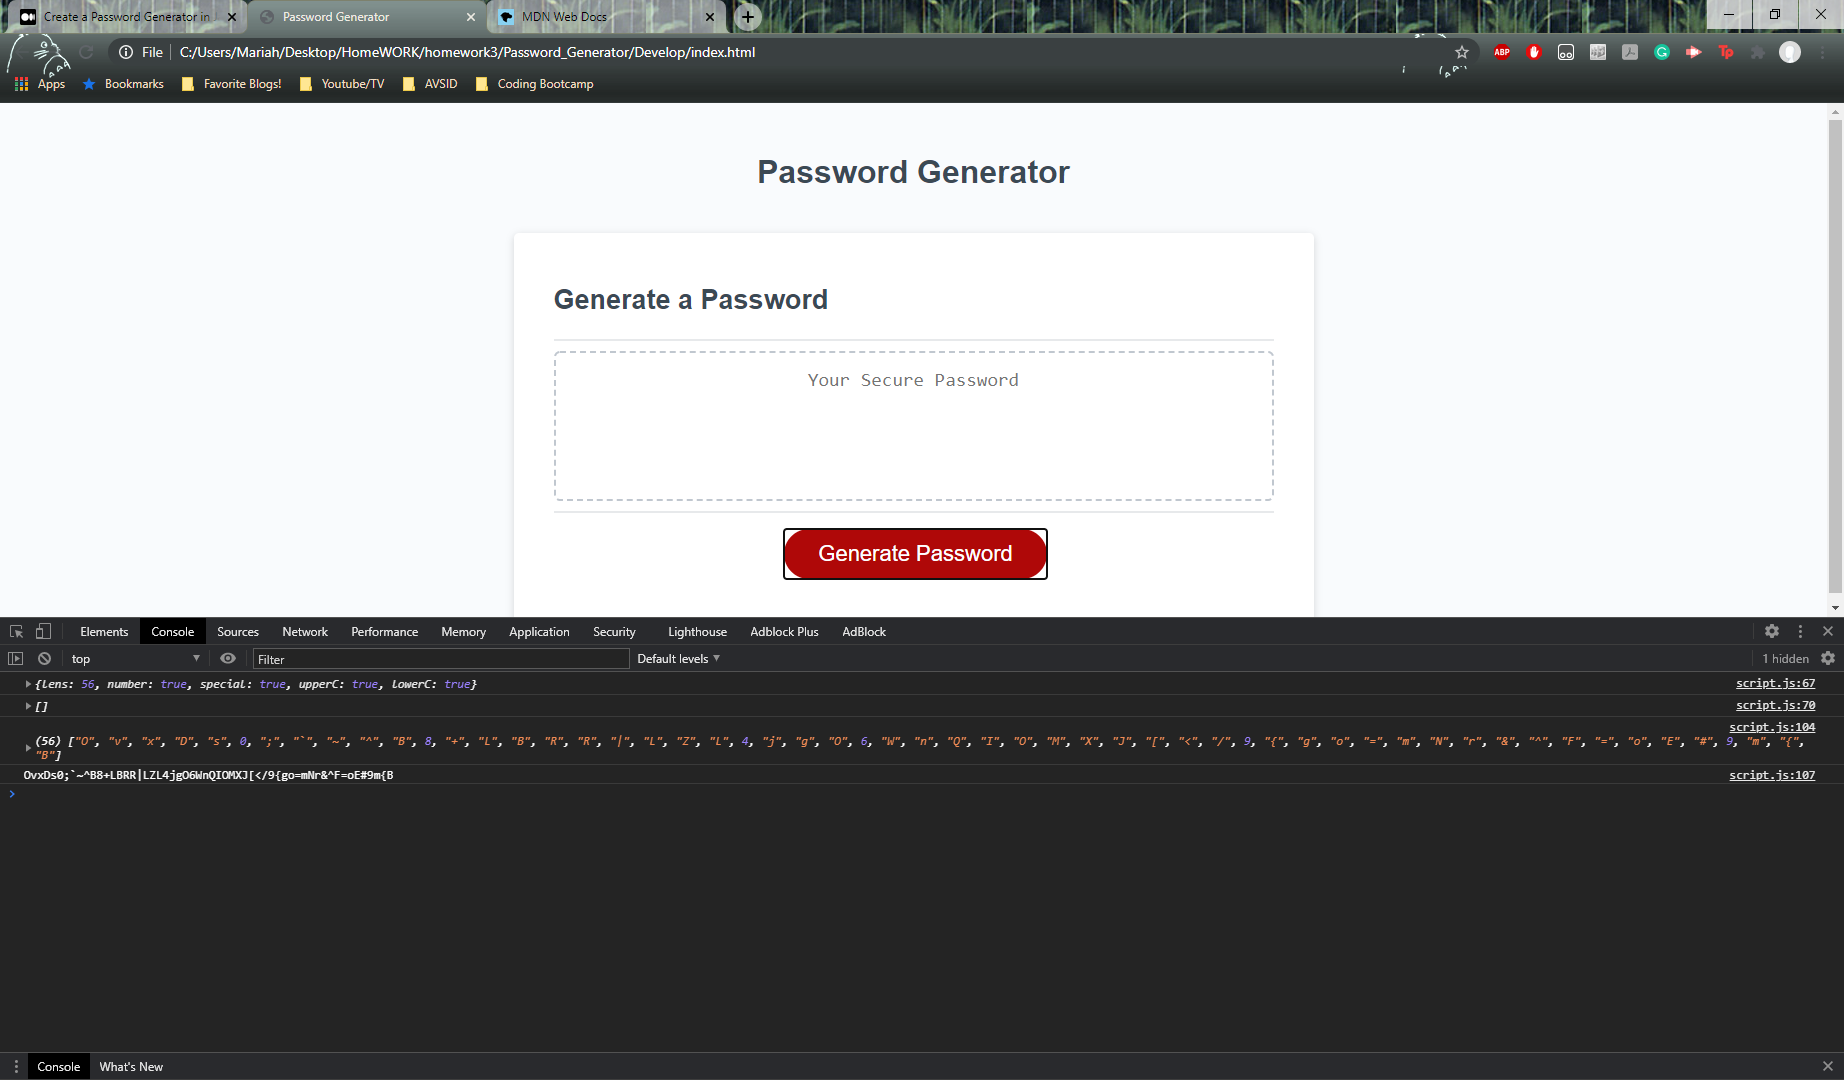 Create a Password Generator in J
Password Generator
MDN Web Docs
File
C:/Users/Mariah/Desktop/HomeWORK/homework3/Password_Generator/Develop/index.html
ABP
Tp
Apps
Bookmarks
Favorite Blogs!
Youtube/TV
AVSID
Coding Bootcamp
Password Generator
Generate a Password
Your Secure Password
Generate Password
Elements Console Sources Network Performance Memory Application Security Lighthouse Adblock Plus AdBlock
top
Filter
Default levels ▼
1 hidden
{lens: 56, number: true, special: true, upperC: true, lowerC: true}
script.js:67
[]
script.js:70
script.js:104
(56) ["O", "v", "x", "D", "s", 0, ";", "`", "~", "^", "B", 8, "+", "L", "B", "R", "R", "|", "L", "Z", "L", 4, "j", "g", "O", 6, "W", "n", "Q", "I", "O", "M", "X", "J", "[", "<", "/", 9, "{", "g", "o", "=", "m", "N", "r", "&", "^", "F", "=", "o", "E", "#", 9, "m", "{",
"B"]
OvxDs0;`~^B8+LBRR|LZL4jgO6WnQIOMXJ[</9{go=mNr&^F=oE#9m{B
script.js:107
Console
What's New